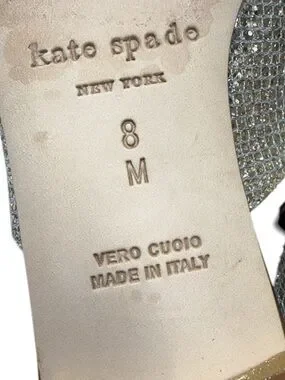 kate spade
NEW YORK
8
M
VERO CUOIO
MADE IN ITALY